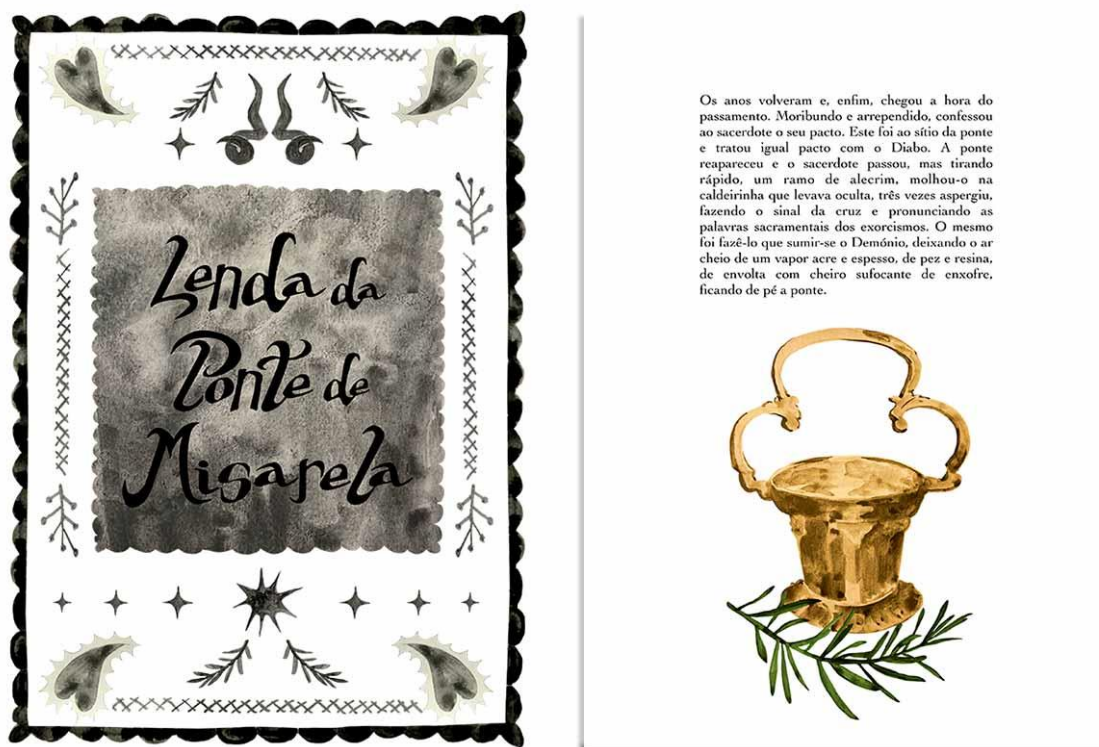 Lenda da
Ponte de
Misarela
Os anos volveram e, enfim, chegou a hora do
passamento. Moribundo e arrependido, confessou
ao sacerdote o seu pacto. Este foi ao sítio da ponte
e tratou igual pacto com o Diabo. A ponte
reapareceu e o sacerdote passou, mas tirando
rápido, um ramo de alecrim, molhou-o na
caldeirinha que levava oculta, três vezes aspergiu,
fazendo o sinal da cruz e pronunciando as
palavras sacramentais dos exorcismos. O mesmo
foi fazê-lo que sumir-se o Demónio, deixando o ar
cheio de um vapor acre e espesso, de pez e resina,
de envolta com cheiro sufocante de enxofre,
ficando de pé a ponte.